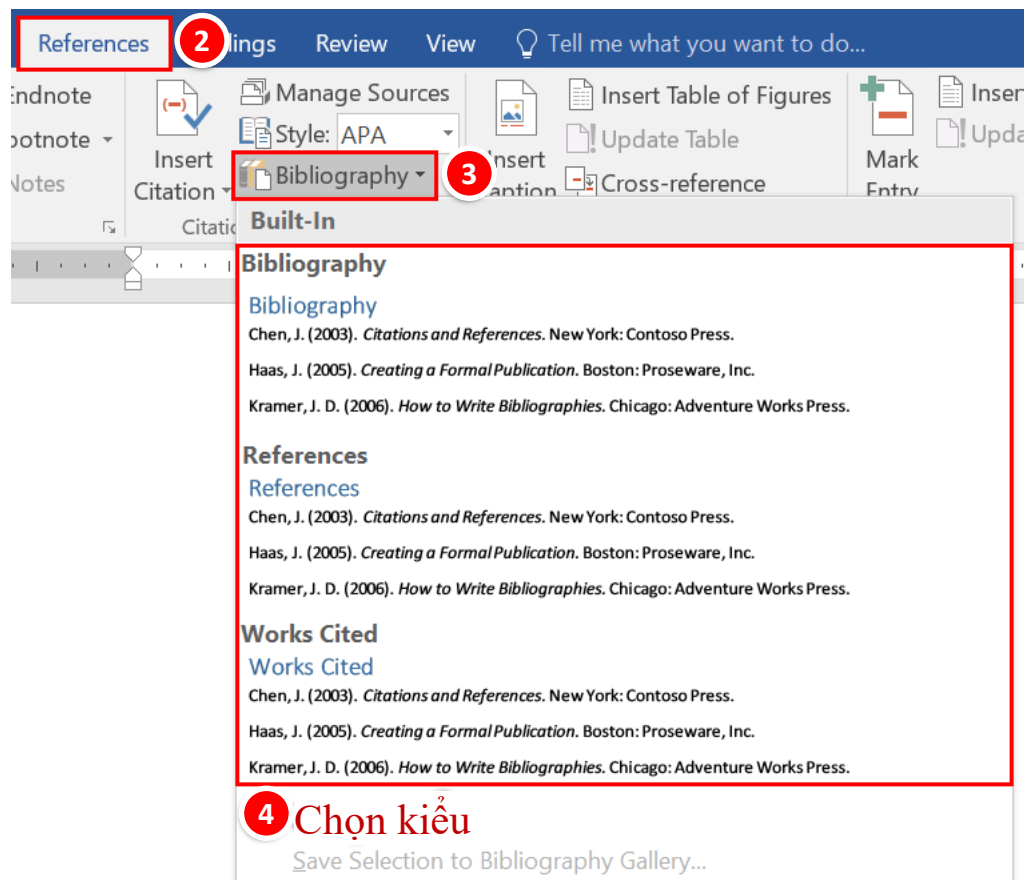 References 2 lings Review View Tell me what you want to do...
Endnote Manage Sources Insert Table of Figures Inser
ootnote Style: APA Update Table Upda
Notes Insert Citation Bibliography 3 Insert aption Cross-reference Mark Entry
Citatic
Built-In
Bibliography
Bibliography
Chen, J. (2003). Citations and References. New York: Contoso Press.
Haas, J. (2005). Creating a Formal Publication. Boston: Proseware, Inc.
Kramer, J. D. (2006). How to Write Bibliographies. Chicago: Adventure Works Press.
References
References
Chen, J. (2003). Citations and References. New York: Contoso Press.
Haas, J. (2005). Creating a Formal Publication. Boston: Proseware, Inc.
Kramer, J. D. (2006). How to Write Bibliographies. Chicago: Adventure Works Press.
Works Cited
Works Cited
Chen, J. (2003). Citations and References. New York: Contoso Press.
Haas, J. (2005). Creating a Formal Publication. Boston: Proseware, Inc.
Kramer, J. D. (2006). How to Write Bibliographies. Chicago: Adventure Works Press.
4 Chọn kiểu
Save Selection to Bibliography Gallery...